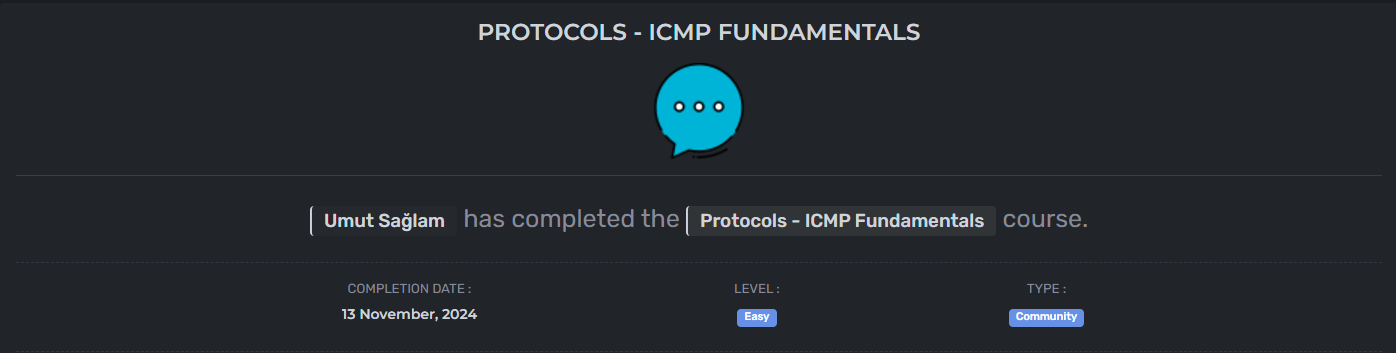 PROTOCOLS - ICMP FUNDAMENTALS
Umut Sağlam has completed the Protocols - ICMP Fundamentals course.
COMPLETION DATE : LEVEL : TYPE :
13 November, 2024 Easy Community